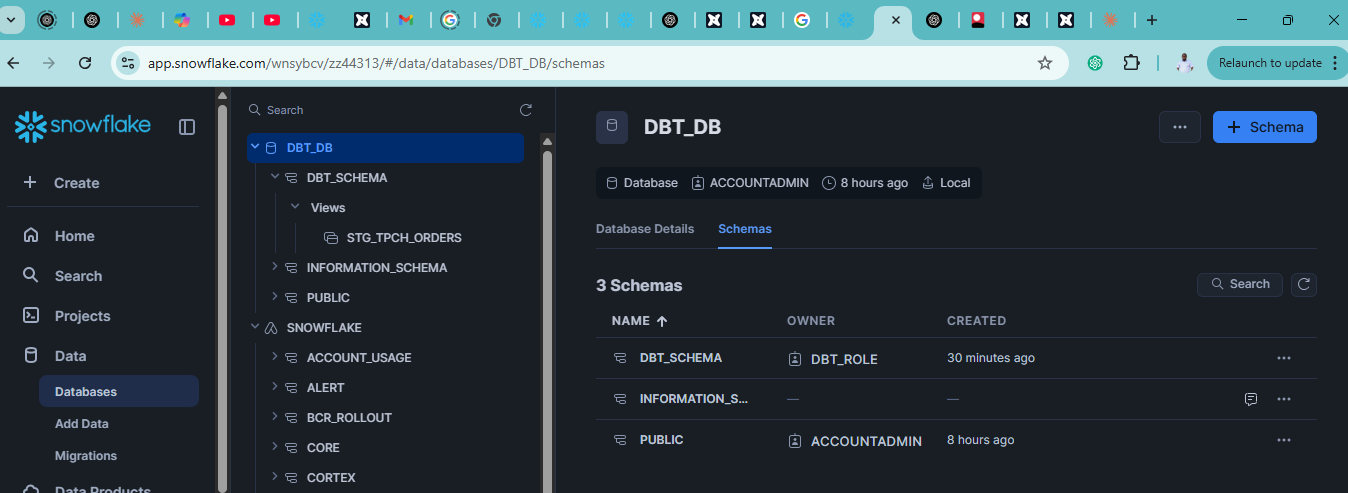 app.snowflake.com/wnsybcv/zz44313/#/data/databases/DBT_DB/schemas
Relaunch to update
snowflake
Create
Home
Search
Projects
Data
Databases
Add Data
Migrations
Data Products
Search
DBT_DB
DBT_SCHEMA
Views
STG_TPCH_ORDERS
INFORMATION_SCHEMA
PUBLIC
SNOWFLAKE
ACCOUNT_USAGE
ALERT
BCR_ROLLOUT
CORE
CORTEX
DBT_DB
+ Schema
Database ACCOUNTADMIN 8 hours ago Local
Database Details Schemas
3 Schemas
Search
NAME OWNER CREATED
DBT_SCHEMA DBT_ROLE 30 minutes ago
INFORMATION_S... — —
PUBLIC ACCOUNTADMIN 8 hours ago